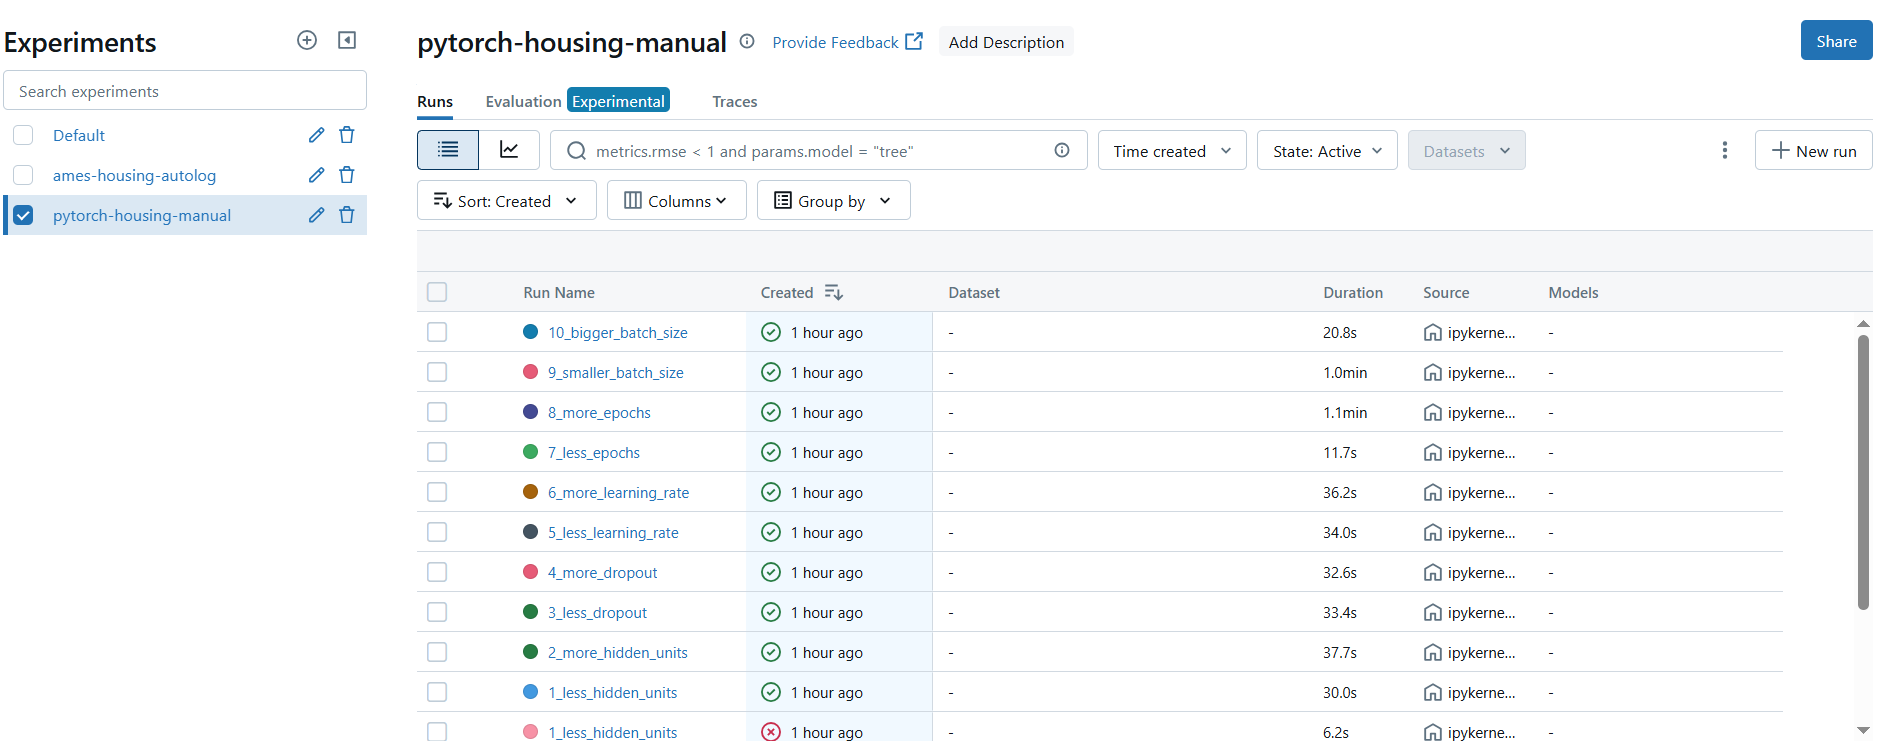 Experiments
Search experiments
Default
ames-housing-autolog
pytorch-housing-manual
pytorch-housing-manual Provide Feedback Add Description Share
Runs Evaluation Experimental Traces
metrics.rmse < 1 and params.model = "tree" Time created State: Active Datasets New run
Sort: Created Columns Group by
Run Name Created Dataset Duration Source Models
10_bigger_batch_size 1 hour ago - 20.8s ipykerne... -
9_smaller_batch_size 1 hour ago - 1.0min ipykerne... -
8_more_epochs 1 hour ago - 1.1min ipykerne... -
7_less_epochs 1 hour ago - 11.7s ipykerne... -
6_more_learning_rate 1 hour ago - 36.2s ipykerne... -
5_less_learning_rate 1 hour ago - 34.0s ipykerne... -
4_more_dropout 1 hour ago - 32.6s ipykerne... -
3_less_dropout 1 hour ago - 33.4s ipykerne... -
2_more_hidden_units 1 hour ago - 37.7s ipykerne... -
1_less_hidden_units 1 hour ago - 30.0s ipykerne... -
1_less_hidden_units 1 hour ago - 6.2s ipykerne... -